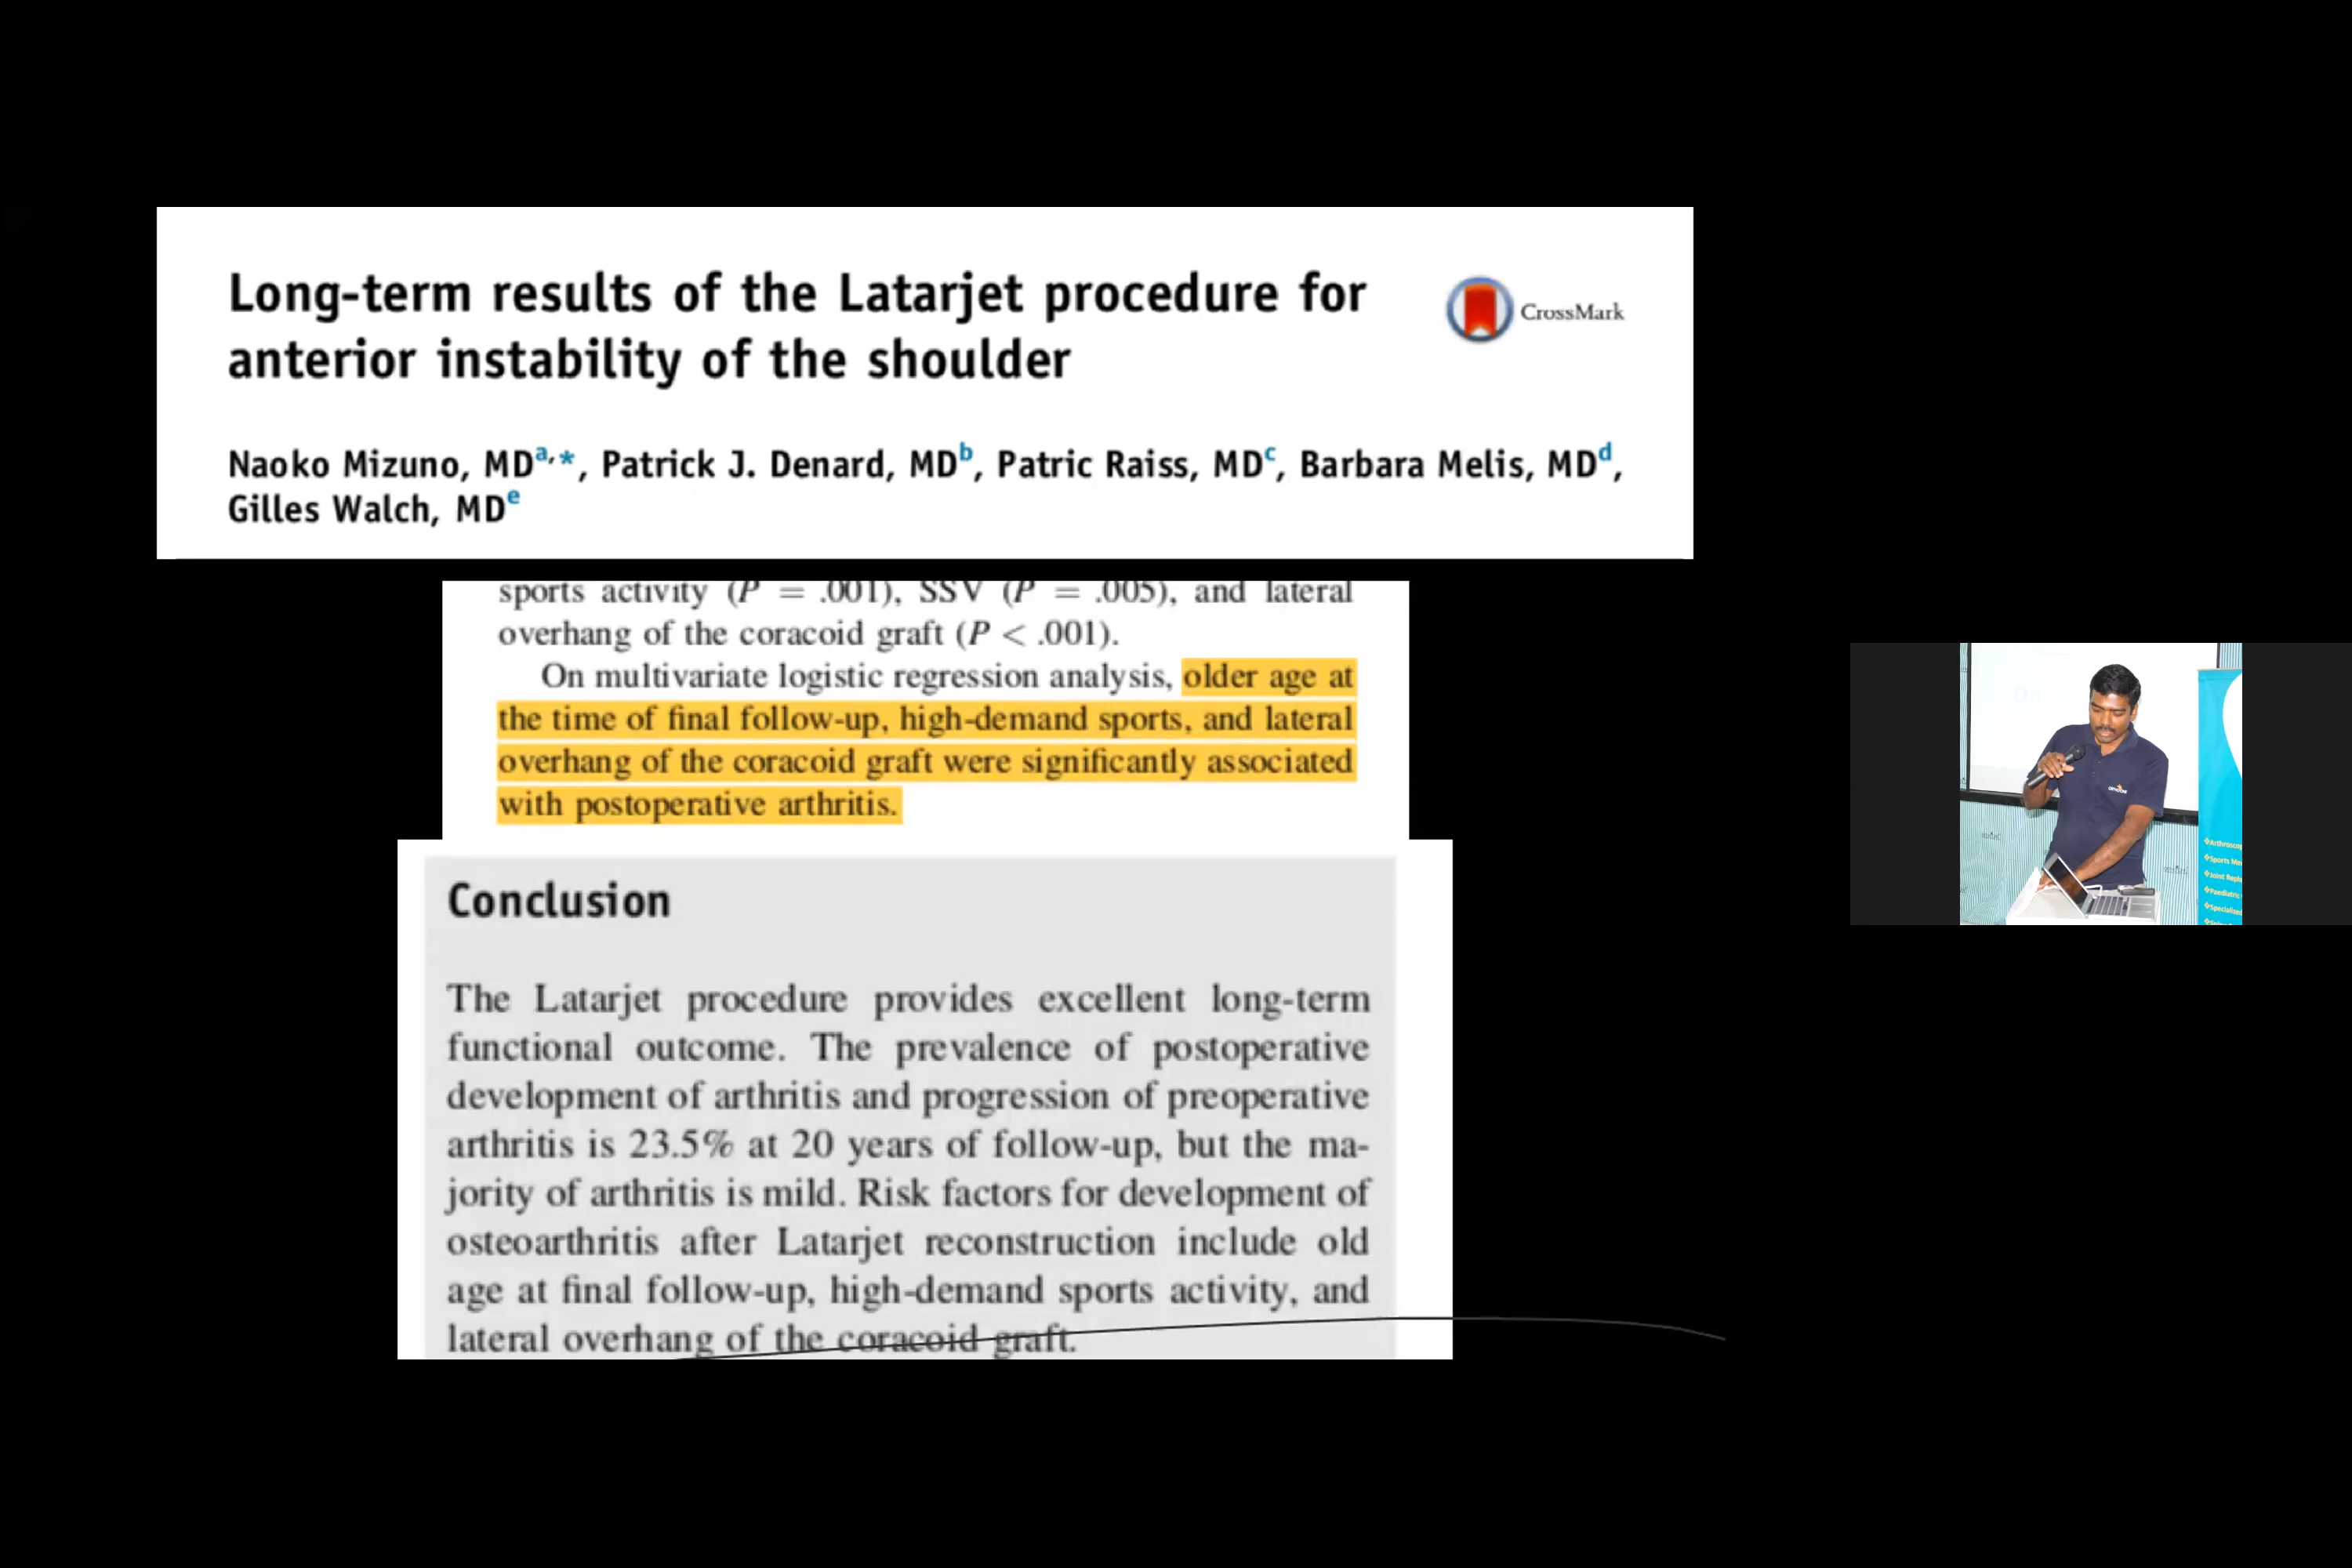 Long-term results of the Latarjet procedure for
anterior instability of the shoulder
CrossMark
Naoko Mizuno, MDa,*, Patrick J. Denard, MDb, Patric Raiss, MDc, Barbara Melis, MDd,
Gilles Walch, MDe
sports activity (P = .001), SSV (P = .005), and lateral
overhang of the coracoid graft (P < .001).
On multivariate logistic regression analysis, older age at
the time of final follow-up, high-demand sports, and lateral
overhang of the coracoid graft were significantly associated
with postoperative arthritis.
Conclusion
The Latarjet procedure provides excellent long-term
functional outcome. The prevalence of postoperative
development of arthritis and progression of preoperative
arthritis is 23.5% at 20 years of follow-up, but the ma-
jority of arthritis is mild. Risk factors for development of
osteoarthritis after Latarjet reconstruction include old
age at final follow-up, high-demand sports activity, and
lateral overhang of the coracoid graft.
Joint
Paediatric